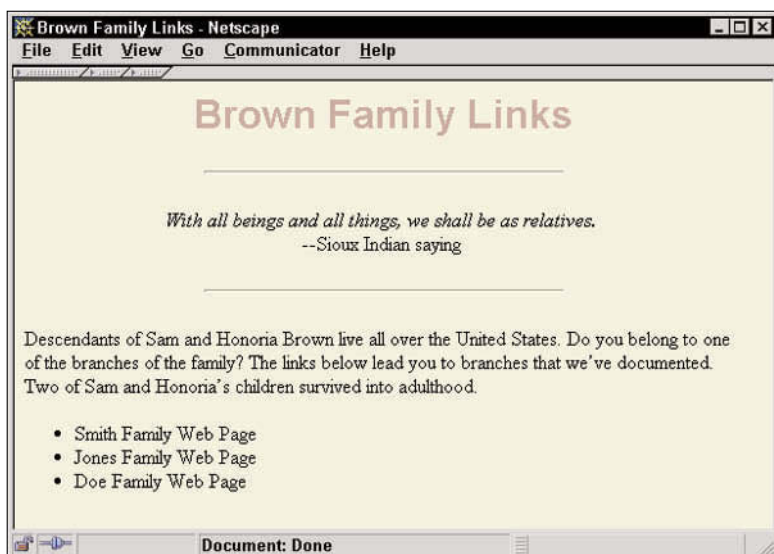 Brown Family Links - Netscape
File Edit View Go Communicator Help
Brown Family Links
With all beings and all things, we shall be as relatives.
--Sioux Indian saying
Descendants of Sam and Honoria Brown live all over the United States. Do you belong to one
of the branches of the family? The links below lead you to branches that we've documented.
Two of Sam and Honoria's children survived into adulthood.
• Smith Family Web Page
• Jones Family Web Page
• Doe Family Web Page
Document: Done